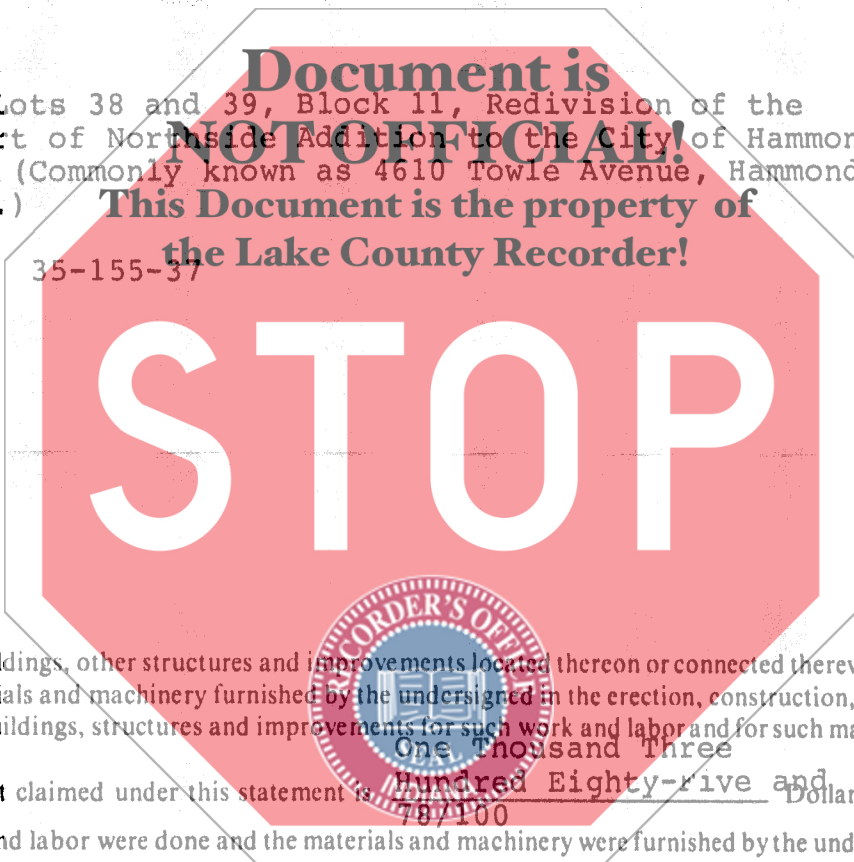 Document is
Lots 38 and 39, Block 11, Redivision of the
NOT OFFICIAL!
rt of Northside Addition to the City of Hammon
(Commonly known as 4610 Towle Avenue, Hammond
.) This Document is the property of
the Lake County Recorder!
35-155-37
STOP
RECORDER'S OFFICE
ldings, other structures and improvements located thereon or connected therew
ials and machinery furnished by the undersigned in the erection, construction,
uildings, structures and improvements for such work and labor and for such ma
One Thousand Three
t claimed under this statement is Hundred Eighty-Five and Dollar
78/100
SEAL
INDIANA
nd labor were done and the materials and machinery were furnished by the und